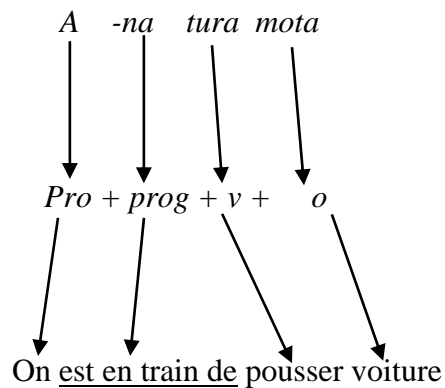 A -na tura mota
Pro + prog + v + o
On est en train de pousser voiture